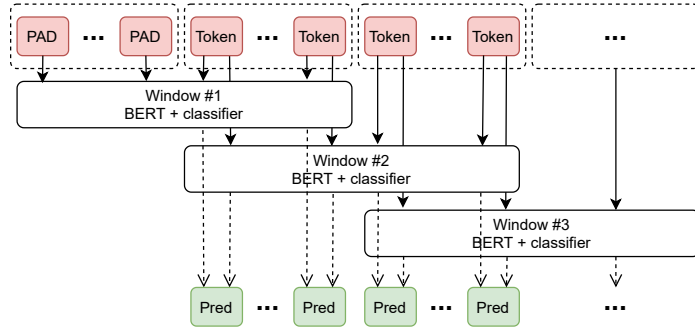 PAD ... PAD Token ... Token Token ... Token ...
Window #1
BERT + classifier
Window #2
BERT + classifier
Window #3
BERT + classifier
Pred ... Pred Pred ... Pred ...